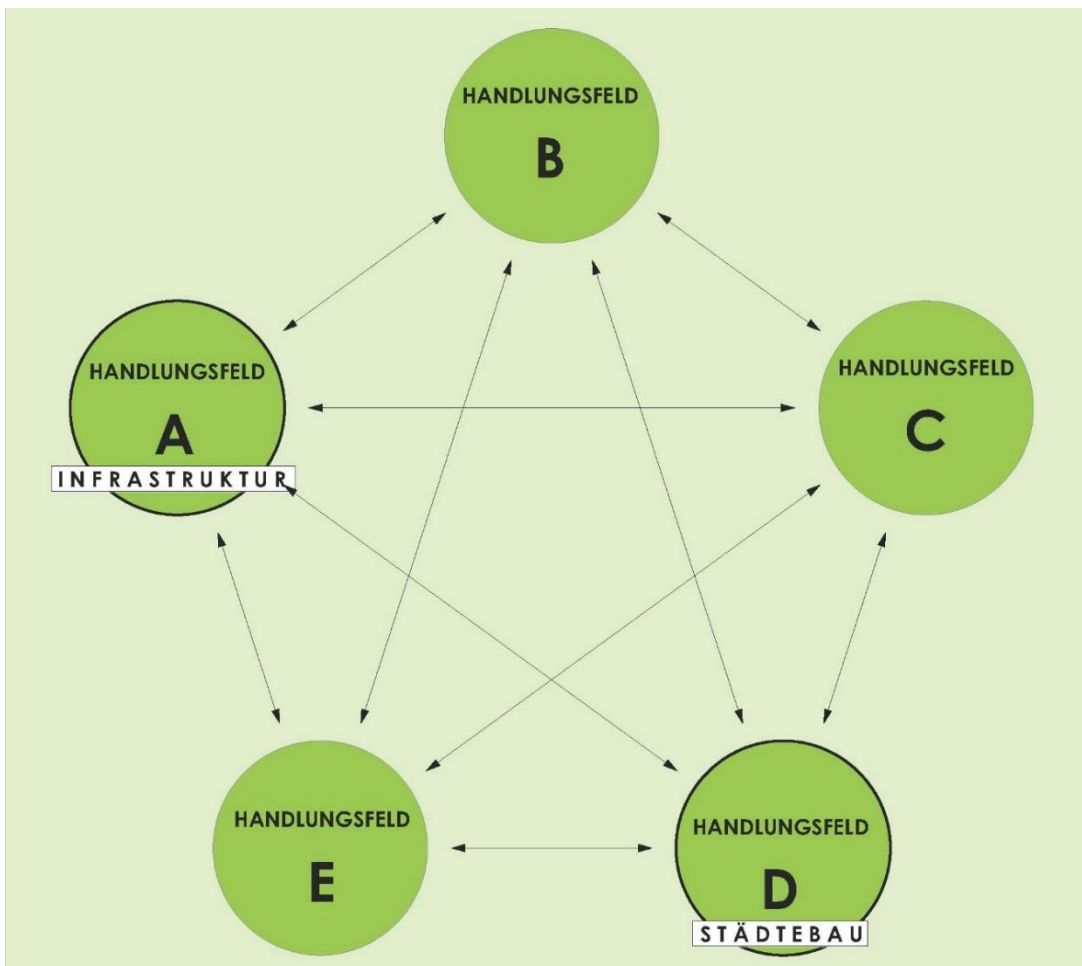 HANDLUNGSFELD
B
HANDLUNGSFELD
A
INFRASTRUKTUR
HANDLUNGSFELD
C
HANDLUNGSFELD
E
HANDLUNGSFELD
D
STÄDTEBAU